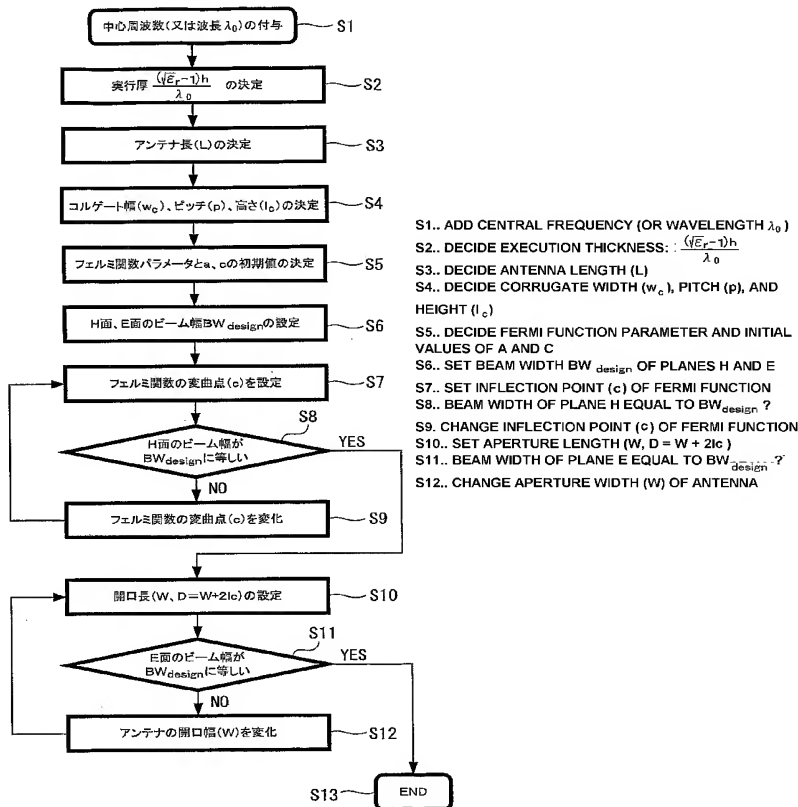 中心周波数(又は波長λ₀)の付与 S1
実行厚 (√εr-1)h/λ₀ の決定 S2
アンテナ長(L)の決定 S3
コルゲート幅(wc)、ピッチ(p)、高さ(lc)の決定 S4
フェルミ関数パラメータとa、cの初期値の決定 S5
H面、E面のビーム幅BWdesignの設定 S6
フェルミ関数の変曲点(c)を設定 S7
S8
H面のビーム幅が
BWdesignに等しい
YES
NO
フェルミ関数の変曲点(c)を変化 S9
開口長(W、D=W+2lc)の設定 S10
S11
E面のビーム幅が
BWdesignに等しい
YES
NO
アンテナの開口幅(W)を変化 S12
S13 END
S1.. ADD CENTRAL FREQUENCY (OR WAVELENGTH λ₀)
S2.. DECIDE EXECUTION THICKNESS: : (√εr-1)h/λ₀
S3.. DECIDE ANTENNA LENGTH (L)
S4.. DECIDE CORRUGATE WIDTH (wc), PITCH (p), AND
HEIGHT (lc)
S5.. DECIDE FERMI FUNCTION PARAMETER AND INITIAL
VALUES OF A AND C
S6.. SET BEAM WIDTH BW design OF PLANES H AND E
S7.. SET INFLECTION POINT (c) OF FERMI FUNCTION
S8.. BEAM WIDTH OF PLANE H EQUAL TO BWdesign ?
S9. CHANGE INFLECTION POINT (c) OF FERMI FUNCTION
S10.. SET APERTURE LENGTH (W, D = W + 2lc )
S11.. BEAM WIDTH OF PLANE E EQUAL TO BWdesign ?
S12.. CHANGE APERTURE WIDTH (W) OF ANTENNA